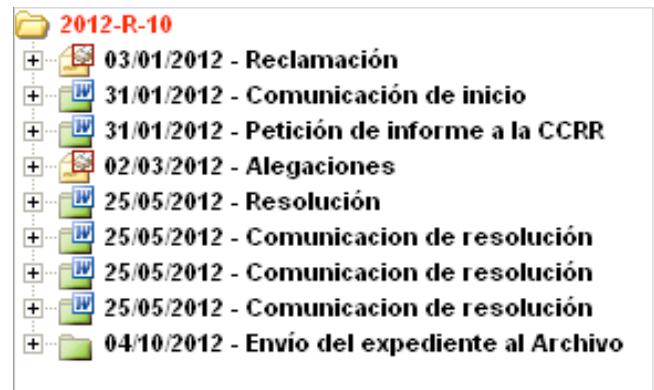 2012-R-10
03/01/2012 - Reclamación
31/01/2012 - Comunicación de inicio
31/01/2012 - Petición de informe a la CCRR
02/03/2012 - Alegaciones
25/05/2012 - Resolución
25/05/2012 - Comunicacion de resolución
25/05/2012 - Comunicacion de resolución
25/05/2012 - Comunicacion de resolución
04/10/2012 - Envío del expediente al Archivo